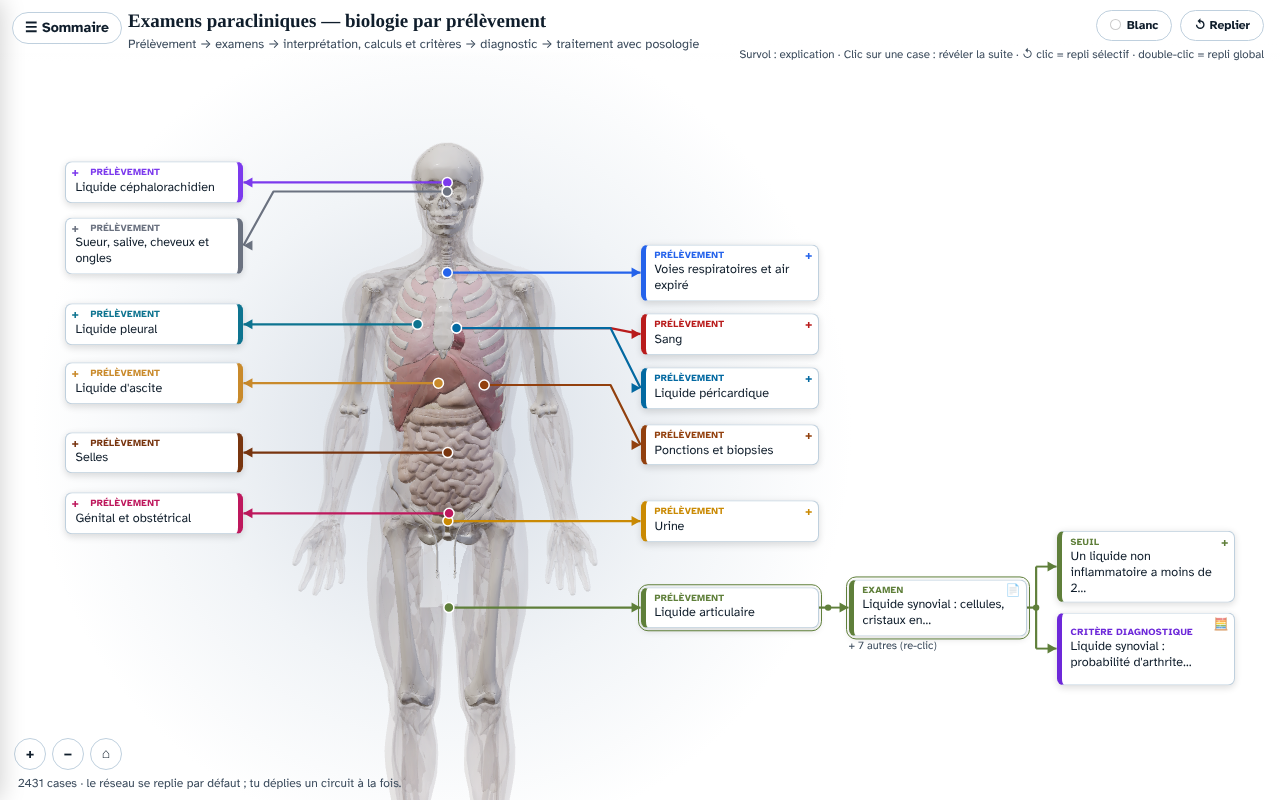 ☰ Sommaire
Examens paracliniques — biologie par prélèvement
Prélèvement → examens → interprétation, calculs et critères → diagnostic → traitement avec posologie
Blanc
↺ Replier
Survol : explication · Clic sur une case : révéler la suite · ↺ clic = repli sélectif · double-clic = repli global
+ PRÉLÈVEMENT
Liquide céphalorachidien
+ PRÉLÈVEMENT
Sueur, salive, cheveux et
ongles
+ PRÉLÈVEMENT
Liquide pleural
+ PRÉLÈVEMENT
Liquide d'ascite
+ PRÉLÈVEMENT
Selles
+ PRÉLÈVEMENT
Génital et obstétrical
PRÉLÈVEMENT +
Voies respiratoires et air
expiré
PRÉLÈVEMENT +
Sang
PRÉLÈVEMENT +
Liquide péricardique
PRÉLÈVEMENT +
Ponctions et biopsies
PRÉLÈVEMENT +
Urine
PRÉLÈVEMENT
Liquide articulaire
EXAMEN
Liquide synovial : cellules,
cristaux en...
+ 7 autres (re-clic)
SEUIL +
Un liquide non
inflammatoire a moins de
2...
CRITÈRE DIAGNOSTIQUE
Liquide synovial :
probabilité d'arthrite...
+ − ⌂
2431 cases · le réseau se replie par défaut ; tu déplies un circuit à la fois.